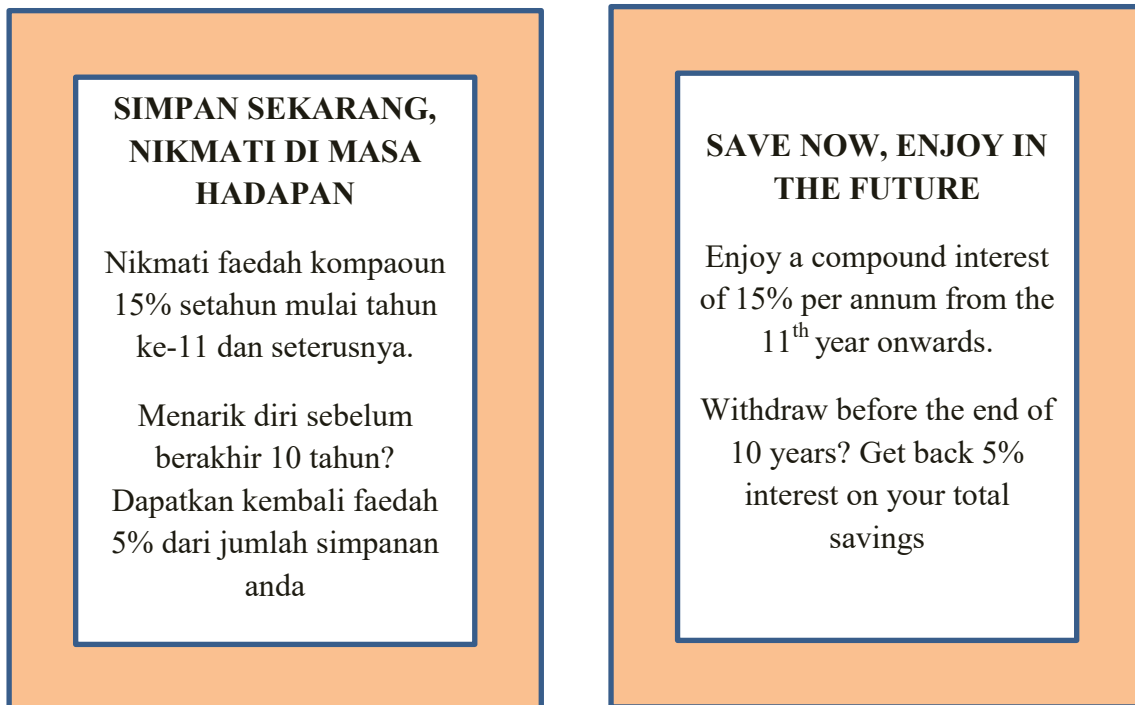 SIMPAN SEKARANG,
NIKMATI DI MASA
HADAPAN
Nikmati faedah kompaoun
15% setahun mulai tahun
ke-11 dan seterusnya.
Menarik diri sebelum
berakhir 10 tahun?
Dapatkan kembali faedah
5% dari jumlah simpanan
anda
SAVE NOW, ENJOY IN
THE FUTURE
Enjoy a compound interest
of 15% per annum from the
11th year onwards.
Withdraw before the end of
10 years? Get back 5%
interest on your total
savings